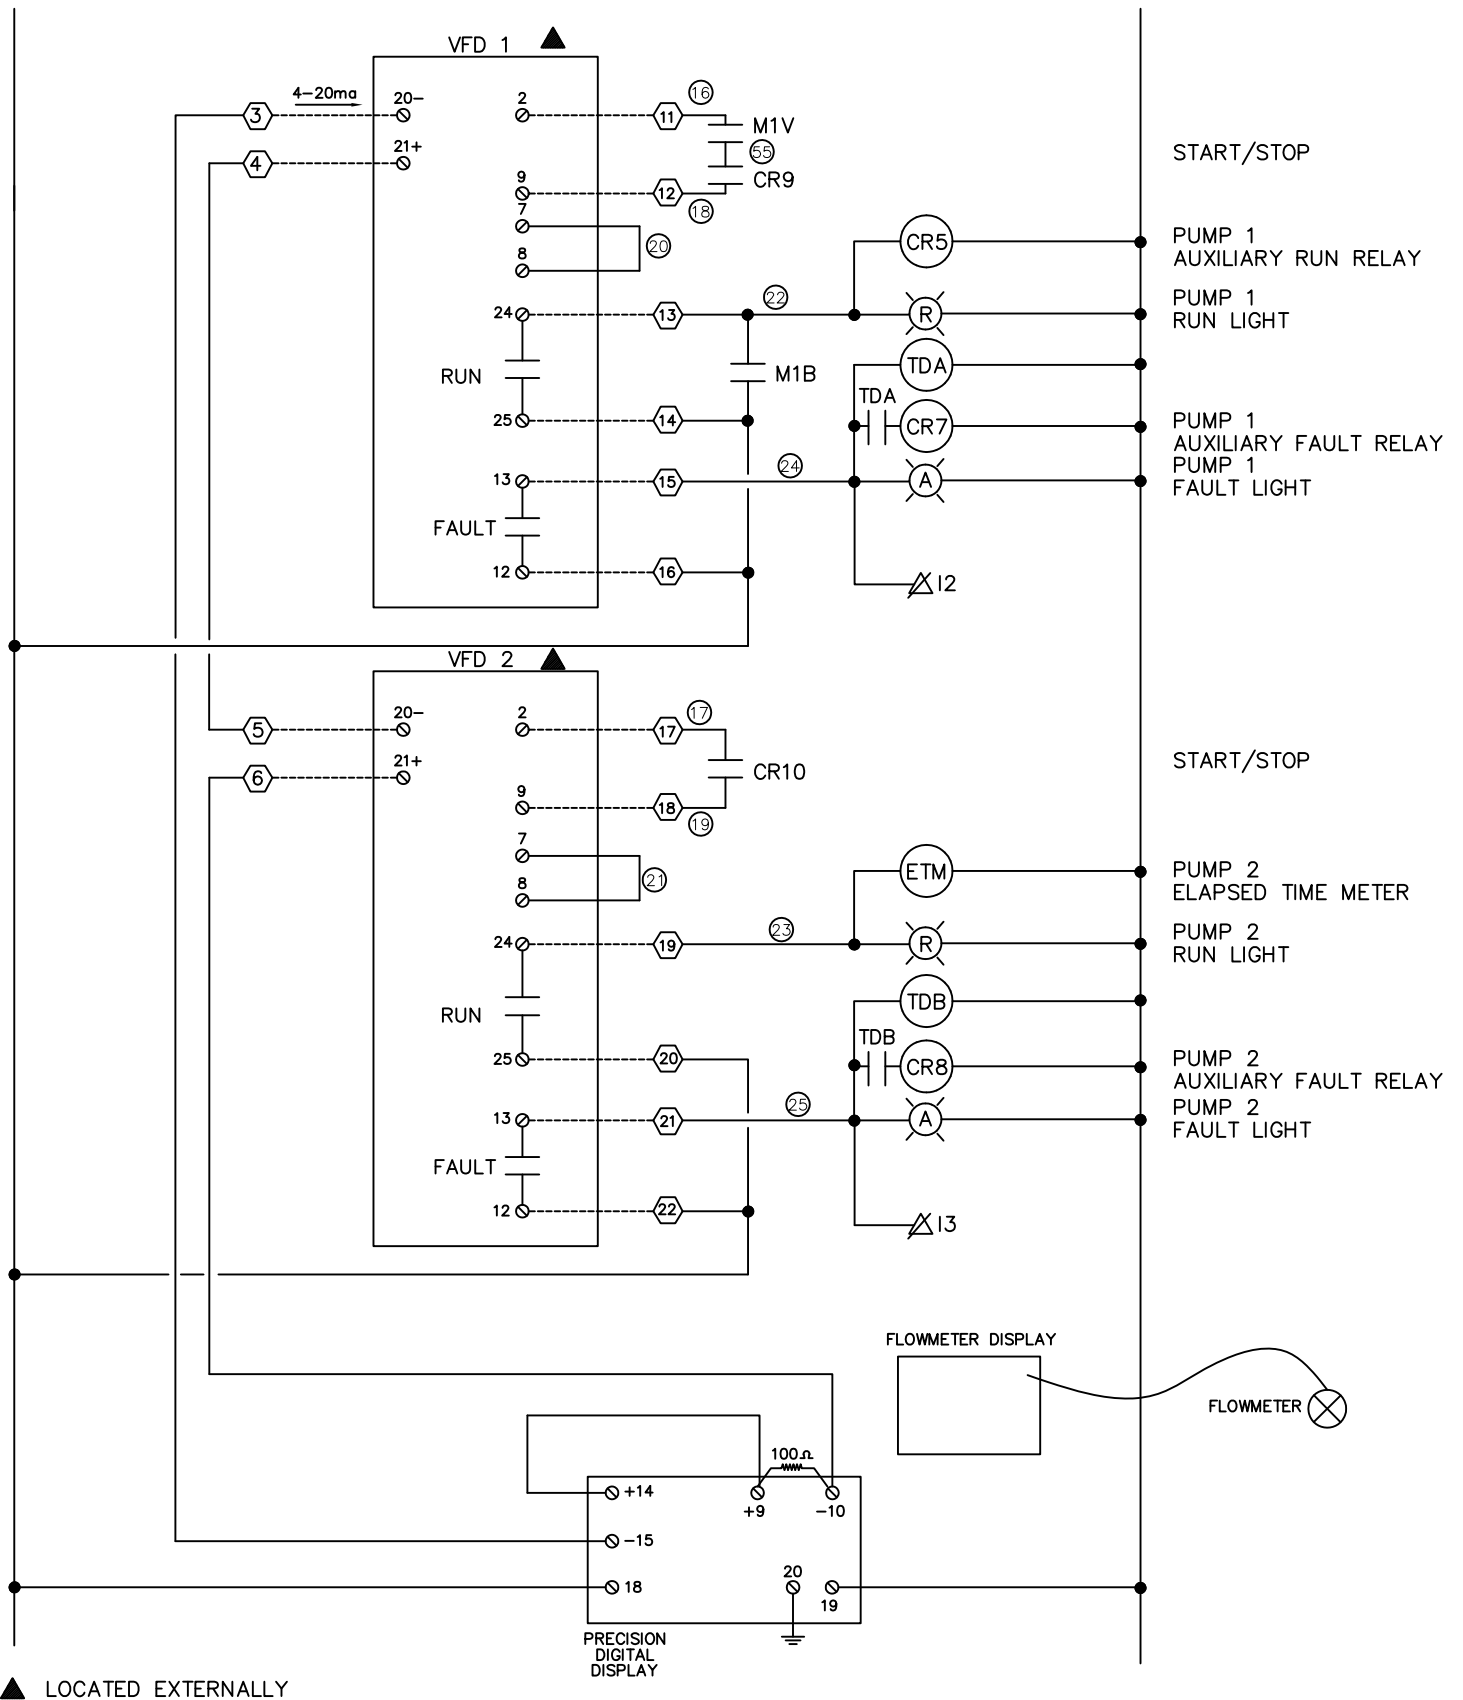 VFD 1
4-20ma
3
20-
2
11
16
M1V
55
START/STOP
4
21+
CR9
9
12
18
7
20
8
CR5
PUMP 1
AUXILIARY RUN RELAY
24
13
22
R
PUMP 1
RUN LIGHT
RUN
M1B
TDA
TDA
25
14
CR7
PUMP 1
AUXILIARY FAULT RELAY
13
15
24
A
PUMP 1
FAULT LIGHT
FAULT
12
16
I2
VFD 2
5
20-
2
17
17
START/STOP
6
21+
CR10
9
18
19
7
21
8
ETM
PUMP 2
ELAPSED TIME METER
24
19
23
R
PUMP 2
RUN LIGHT
RUN
TDB
TDB
25
20
CR8
PUMP 2
AUXILIARY FAULT RELAY
13
21
25
A
PUMP 2
FAULT LIGHT
FAULT
12
22
I3
FLOWMETER DISPLAY
FLOWMETER
100Ω
+14
+9
-10
-15
18
20
19
PRECISION
DIGITAL
DISPLAY
LOCATED EXTERNALLY